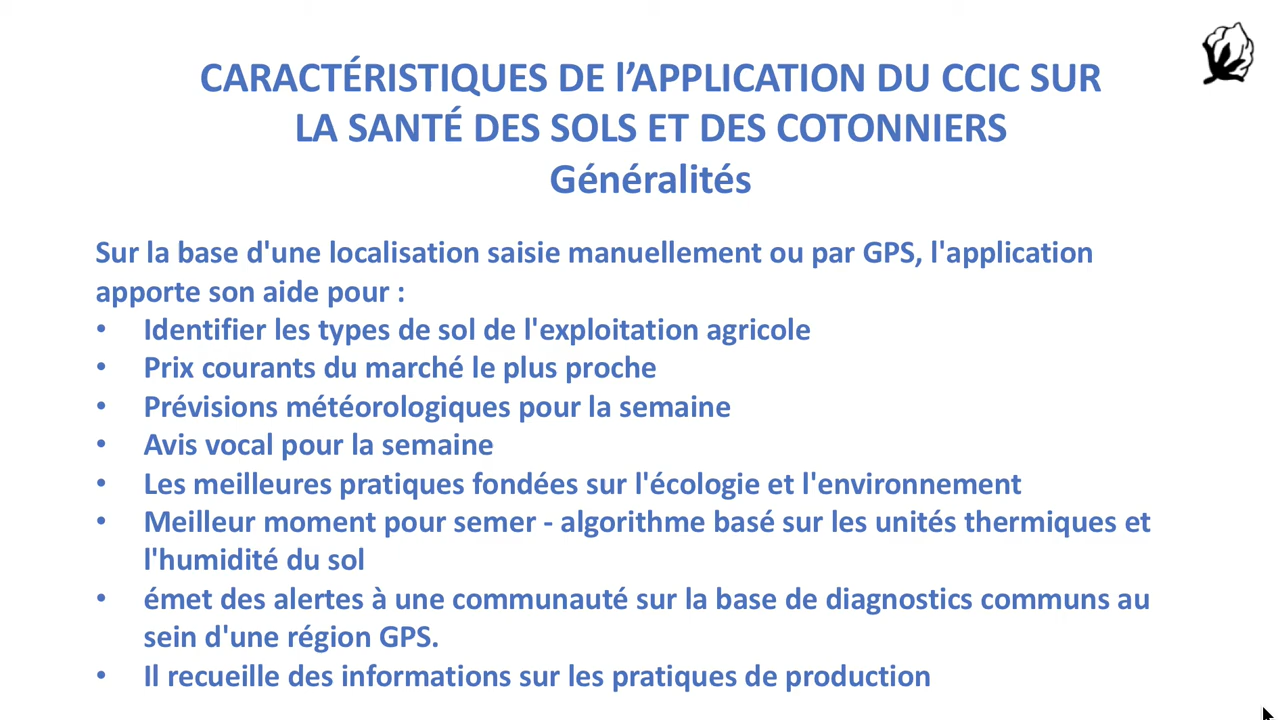 CARACTÉRISTIQUES DE l’APPLICATION DU CCIC SUR
LA SANTÉ DES SOLS ET DES COTONNIERS
Généralités
Sur la base d'une localisation saisie manuellement ou par GPS, l'application
apporte son aide pour :
• Identifier les types de sol de l'exploitation agricole
• Prix courants du marché le plus proche
• Prévisions météorologiques pour la semaine
• Avis vocal pour la semaine
• Les meilleures pratiques fondées sur l'écologie et l'environnement
• Meilleur moment pour semer - algorithme basé sur les unités thermiques et
l'humidité du sol
• émet des alertes à une communauté sur la base de diagnostics communs au
sein d'une région GPS.
• Il recueille des informations sur les pratiques de production